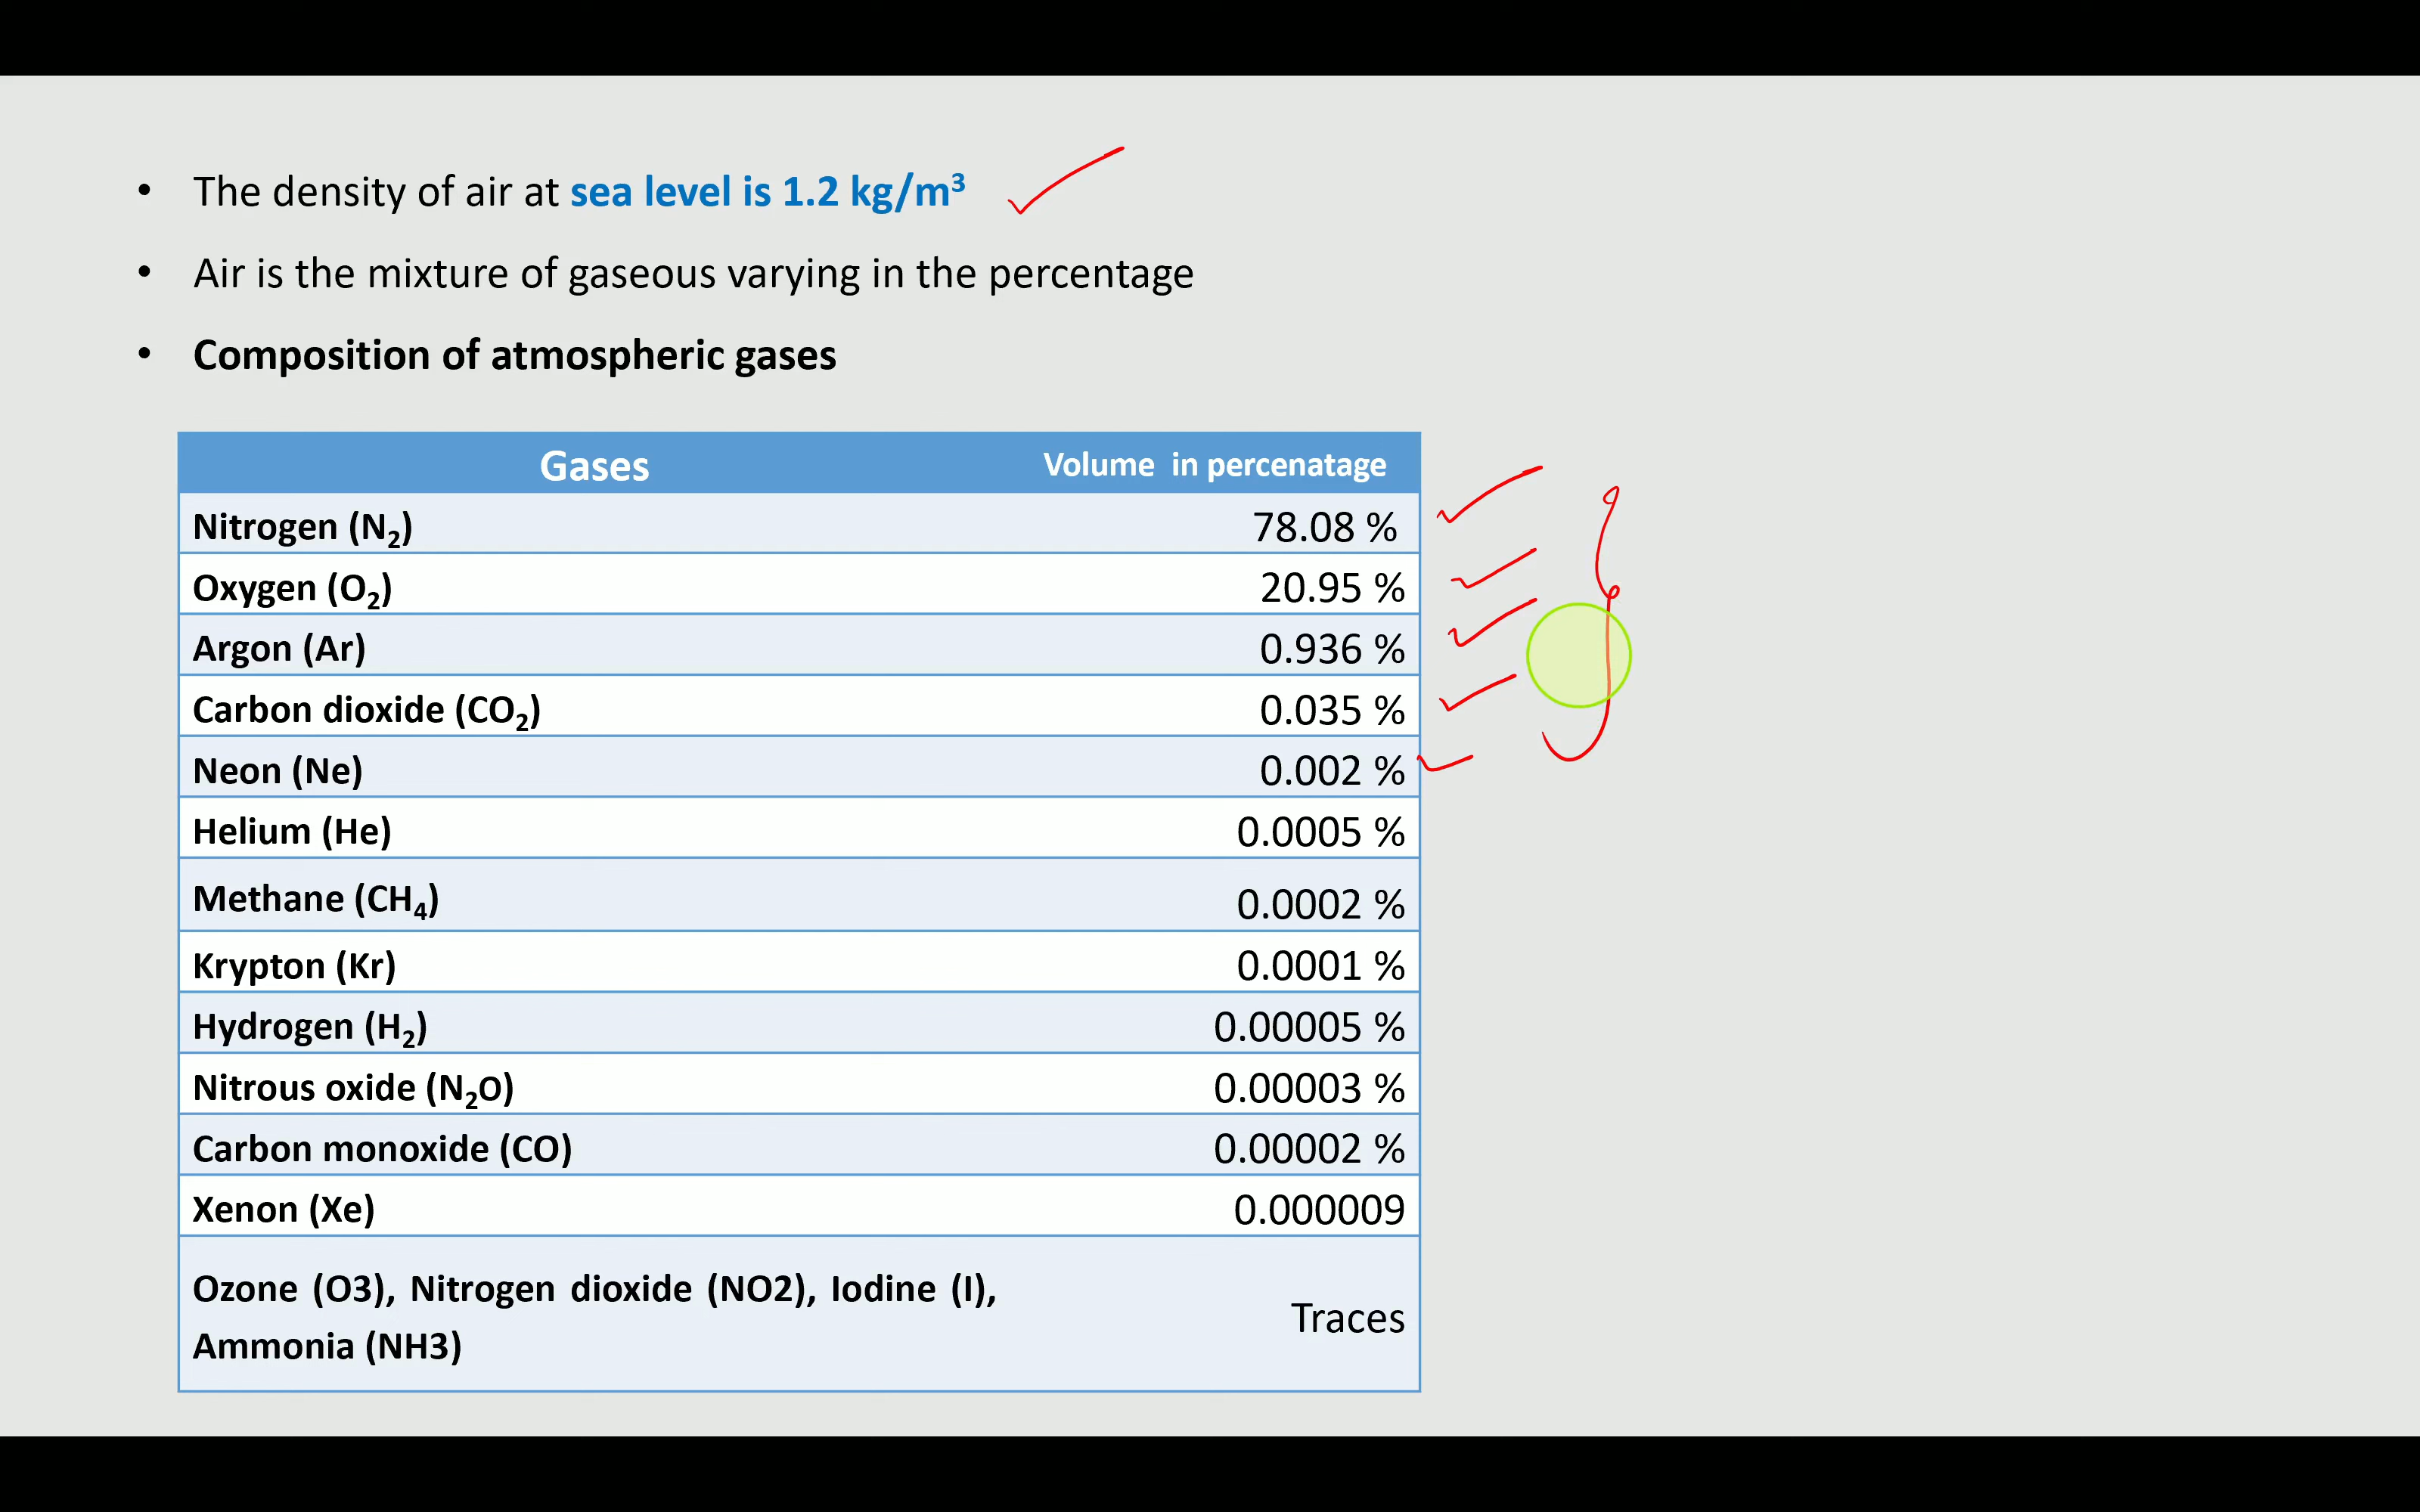 • The density of air at sea level is 1.2 kg/m³
• Air is the mixture of gaseous varying in the percentage
• Composition of atmospheric gases
Gases Volume in percenatage
Nitrogen (N₂) 78.08 %
Oxygen (O₂) 20.95 %
Argon (Ar) 0.936 %
Carbon dioxide (CO₂) 0.035 %
Neon (Ne) 0.002 %
Helium (He) 0.0005 %
Methane (CH₄) 0.0002 %
Krypton (Kr) 0.0001 %
Hydrogen (H₂) 0.00005 %
Nitrous oxide (N₂O) 0.00003 %
Carbon monoxide (CO) 0.00002 %
Xenon (Xe) 0.000009
Ozone (O3), Nitrogen dioxide (NO2), Iodine (I),
Ammonia (NH3) Traces